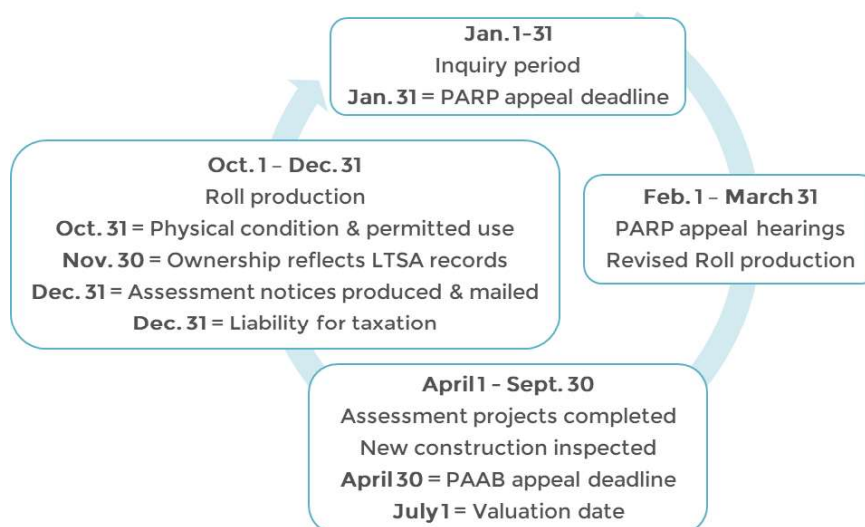 Jan. 1-31
Inquiry period
Jan. 31 = PARP appeal deadline
Feb. 1 – March 31
PARP appeal hearings
Revised Roll production
April 1 - Sept. 30
Assessment projects completed
New construction inspected
April 30 = PAAB appeal deadline
July 1 = Valuation date
Oct. 1 – Dec. 31
Roll production
Oct. 31 = Physical condition & permitted use
Nov. 30 = Ownership reflects LTSA records
Dec. 31 = Assessment notices produced & mailed
Dec. 31 = Liability for taxation